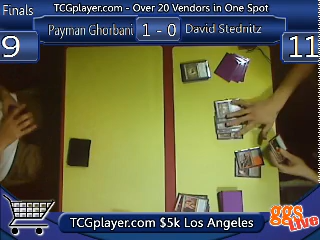 Finals
TCGplayer.com - Over 20 Vendors in One Spot
9
Payman Ghorbani
1 - 0
David Stednitz
11
TCGplayer.com $5k Los Angeles
ggs
live